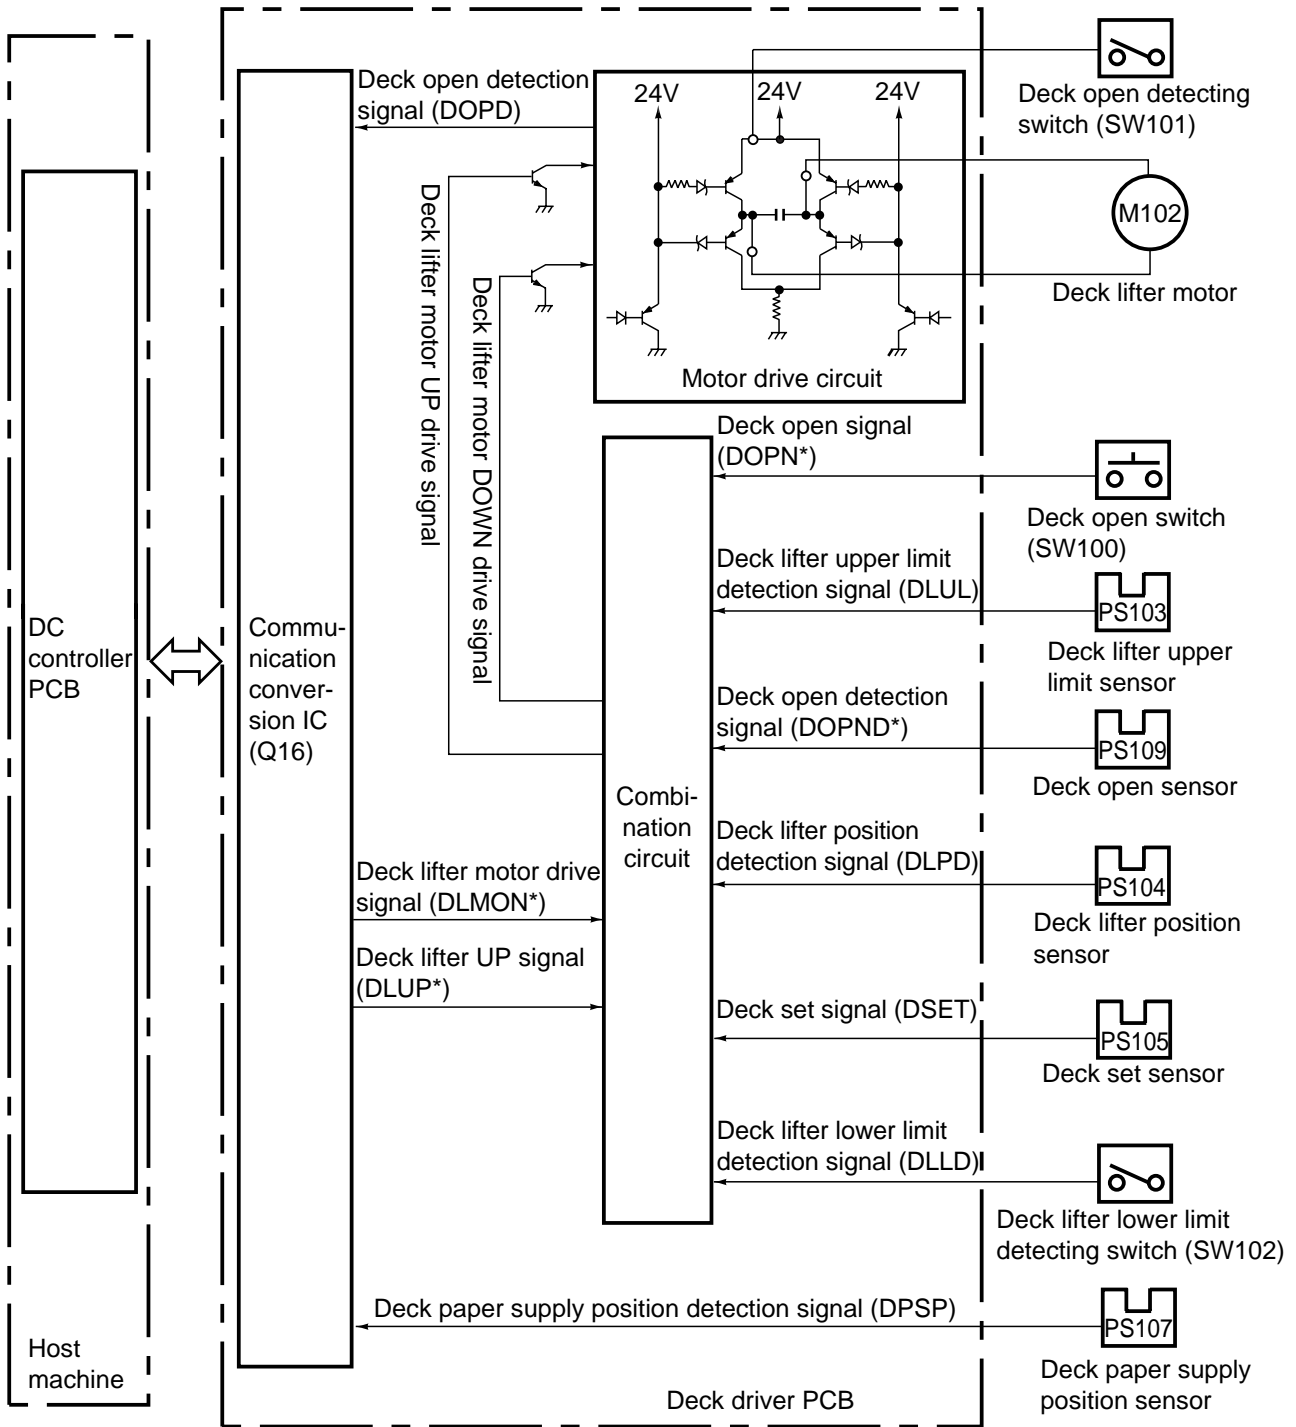 Deck open detection
signal (DOPD)
24V
24V
24V
Motor drive circuit
Deck open detecting
switch (SW101)
M102
Deck lifter motor
Deck lifter motor UP drive signal
Deck lifter motor DOWN drive signal
Deck open signal
(DOPN*)
Deck open switch
(SW100)
Deck lifter upper limit
detection signal (DLUL)
PS103
Deck lifter upper
limit sensor
DC
controller
PCB
Commu-
nication
conver-
sion IC
(Q16)
Deck open detection
signal (DOPND*)
PS109
Deck open sensor
Combi-
nation
circuit
Deck lifter position
detection signal (DLPD)
PS104
Deck lifter position
sensor
Deck lifter motor drive
signal (DLMON*)
Deck lifter UP signal
(DLUP*)
Deck set signal (DSET)
PS105
Deck set sensor
Deck lifter lower limit
detection signal (DLLD)
Deck lifter lower limit
detecting switch (SW102)
Deck paper supply position detection signal (DPSP)
PS107
Deck paper supply
position sensor
Host
machine
Deck driver PCB